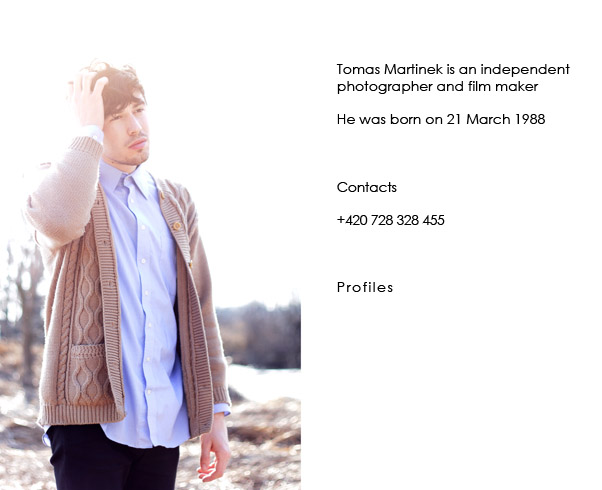 Tomas Martinek is an independent
photographer and film maker
He was born on 21 March 1988
Contacts
+420 728 328 455
Profiles